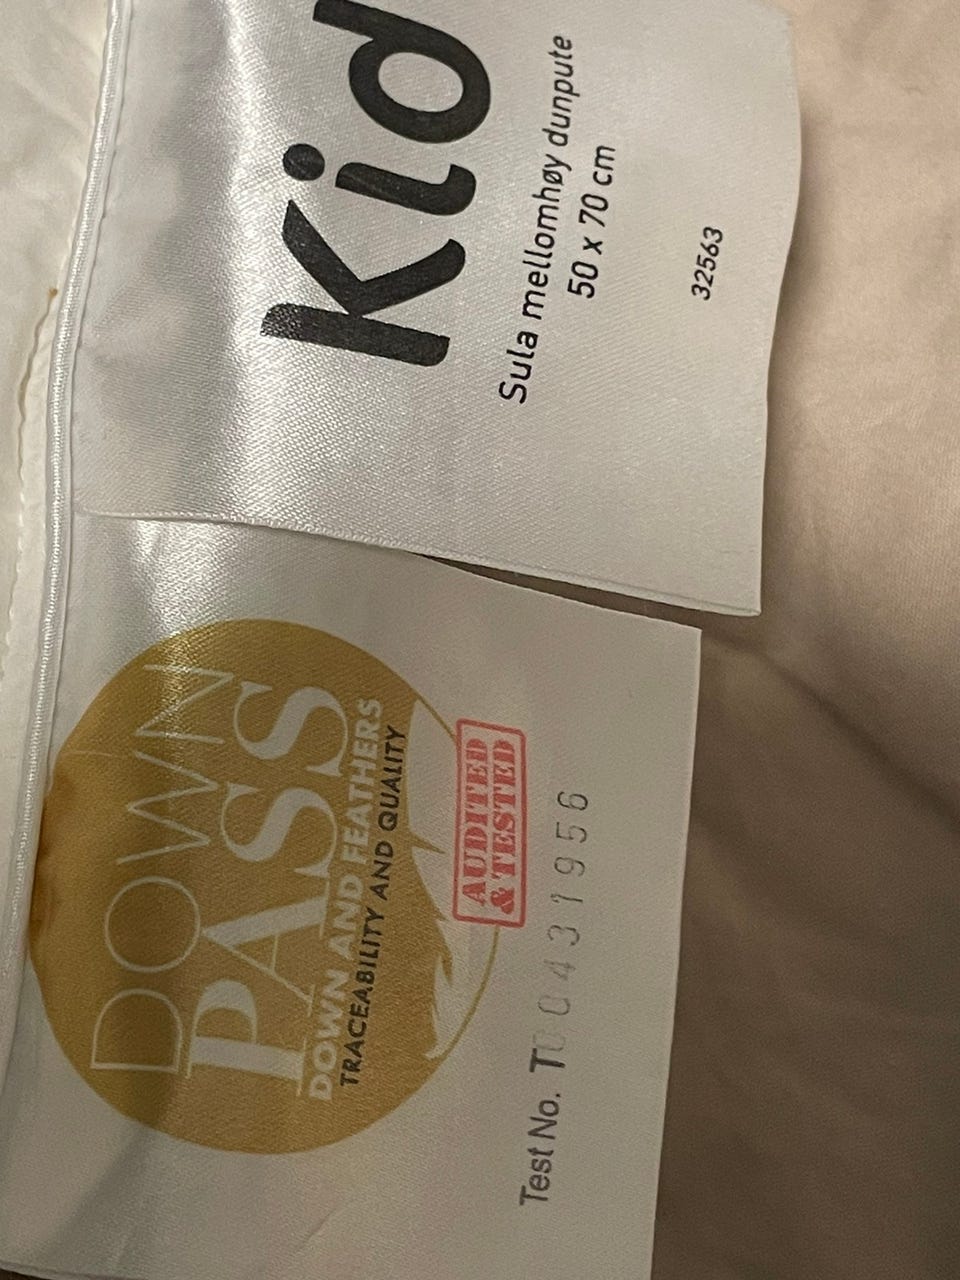 Kid
Sula mellomhøy dunpute
50 x 70 cm
32563
DOWN
PASS
DOWN AND FEATHERS
TRACEABILITY AND QUALITY
AUDITED
& TESTED
Test No. T00431956